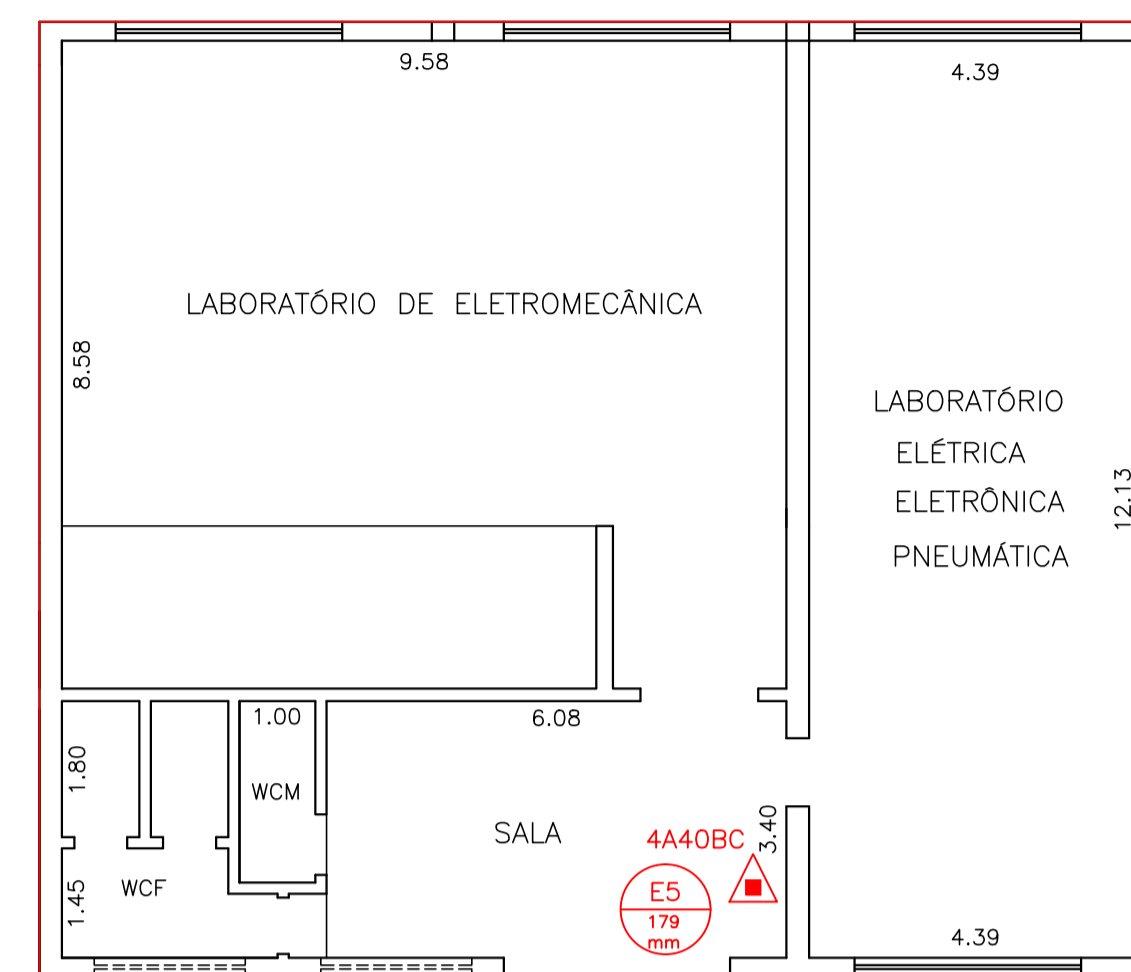 9.58
4.39
LABORATÓRIO DE ELETROMECÂNICA
8.58
LABORATÓRIO
ELÉTRICA
ELETRÔNICA
PNEUMÁTICA
12.13
1.00
6.08
1.80
WCM
SALA
4A40BC
3.40
WCF
1.45
E5
179
mm
4.39